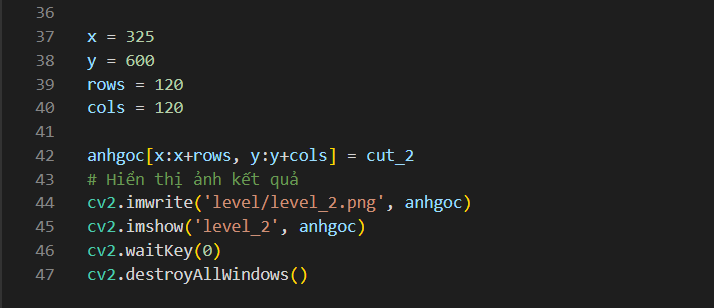 36
37 x = 325
38 y = 600
39 rows = 120
40 cols = 120
41
42 anhgoc[x:x+rows, y:y+cols] = cut_2
43 # Hiển thị ảnh kết quả
44 cv2.imwrite('level/level_2.png', anhgoc)
45 cv2.imshow('level_2', anhgoc)
46 cv2.waitKey(0)
47 cv2.destroyAllWindows()